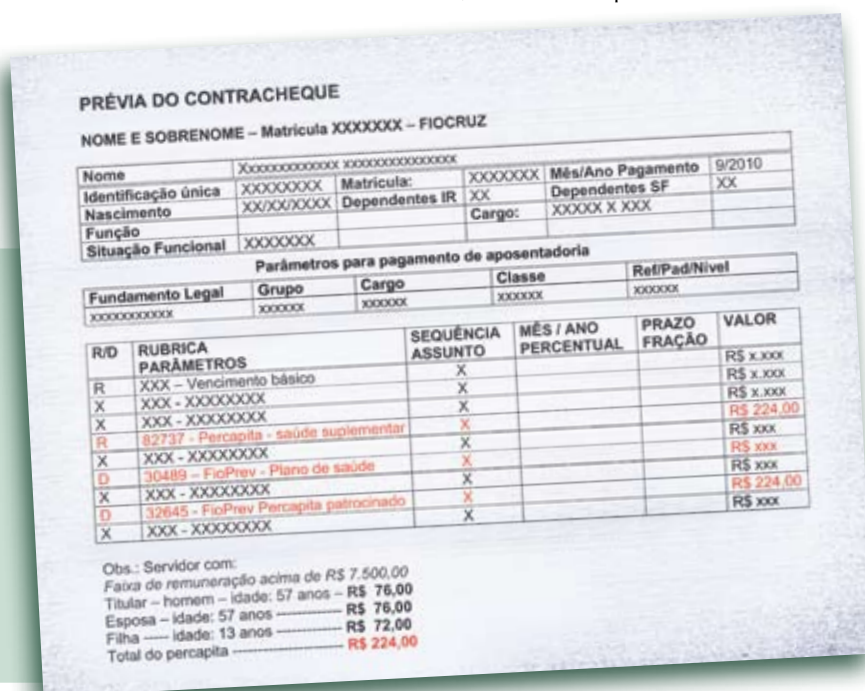 PRÉVIA DO CONTRACHEQUE
NOME E SOBRENOME – Matrícula XXXXXXX – FIOCRUZ
Nome Xxxxxxxxxxxxx xxxxxxxxxxxxxxx
Identificação única XXXXXXXX Matrícula: XXXXXXX Mês/Ano Pagamento 9/2010
Nascimento XX/XX/XXXX Dependentes IR XX Dependentes SF XX
Função Cargo: XXXXX X XXX
Situação Funcional XXXXXXX
Parâmetros para pagamento de aposentadoria
Fundamento Legal Grupo Cargo Classe Ref/Pad/Nível
xxxxxxxxxxx xxxxxx xxxxxx xxxxxx xxxxxx
R/D RUBRICA SEQUÊNCIA MÊS / ANO PRAZO VALOR
PARÂMETROS ASSUNTO PERCENTUAL FRAÇÃO
R XXX – Vencimento básico X R$ x.xxx
X XXX - XXXXXXXX X R$ x.xxx
X XXX - XXXXXXXX X R$ x.xxx
R 82737 - Percapita - saúde suplementar X R$ 224,00
X XXX - XXXXXXXX X R$ xxx
D 30489 – FioPrev - Plano de saúde X R$ xxx
X XXX - XXXXXXXX X R$ xxx
D 32645 - FioPrev Percapita patrocinado X R$ 224,00
X XXX - XXXXXXXX X R$ xxx
Obs.: Servidor com:
Faixa de remuneração acima de R$ 7.500,00
Titular – homem – idade: 57 anos – R$ 76,00
Esposa – idade: 57 anos -------------- R$ 76,00
Filha ----- idade: 13 anos -------------- R$ 72,00
Total do percapita ------------------------ R$ 224,00